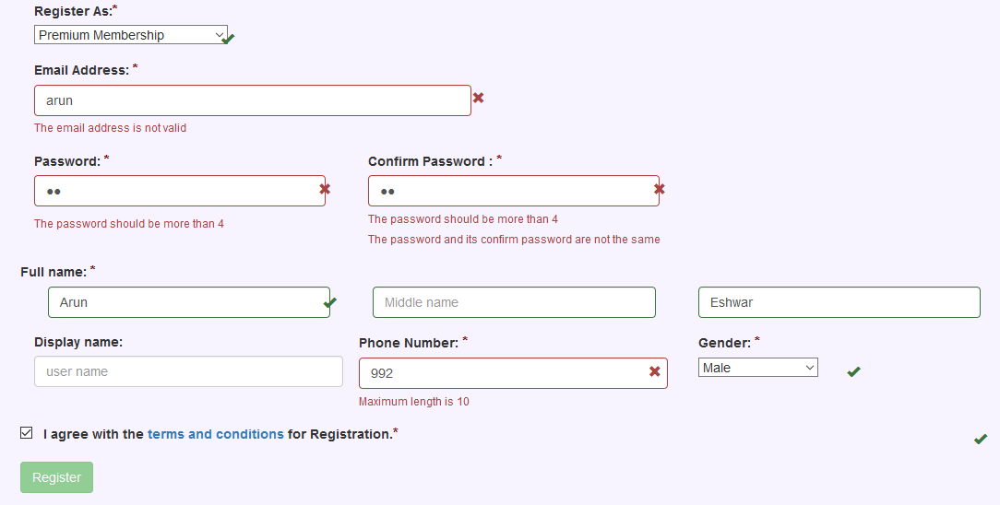 Register As:*
Premium Membership
Email Address: *
arun
The email address is not valid
Password: *
Confirm Password : *
••
••
The password should be more than 4
The password should be more than 4
The password and its confirm password are not the same
Full name: *
Arun
Middle name
Eshwar
Display name:
Phone Number: *
Gender: *
user name
992
Male
Maximum length is 10
I agree with the terms and conditions for Registration.*
Register